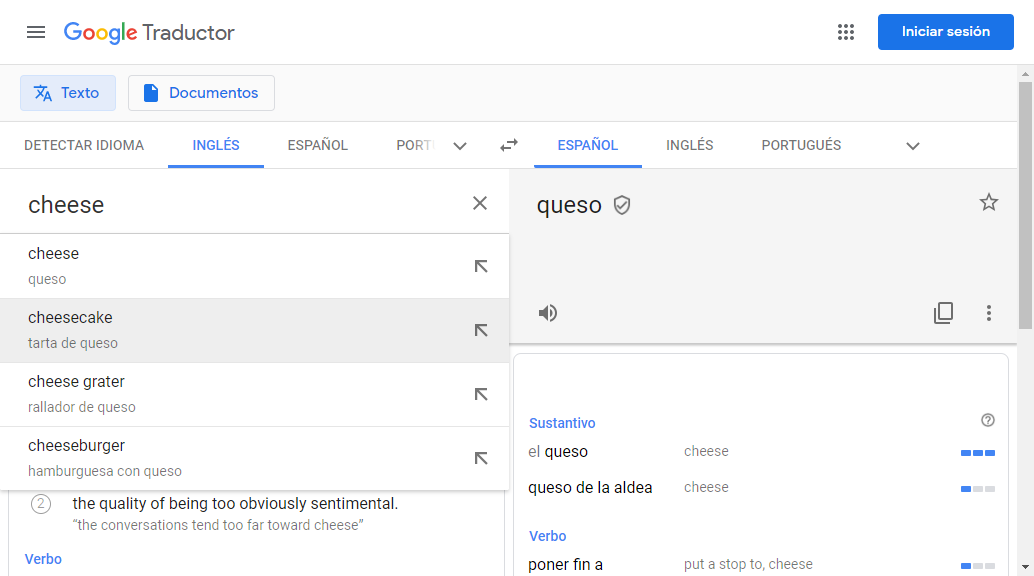 Google Traductor
Iniciar sesión
Texto
Documentos
DETECTAR IDIOMA
INGLÉS
ESPAÑOL
PORT
ESPAÑOL
INGLÉS
PORTUGUÉS
cheese
cheese
queso
cheesecake
tarta de queso
cheese grater
rallador de queso
cheeseburger
hamburguesa con queso
2 the quality of being too obviously sentimental.
“the conversations tend too far toward cheese”
Verbo
queso
Sustantivo
el queso cheese
queso de la aldea cheese
Verbo
poner fin a put a stop to, cheese